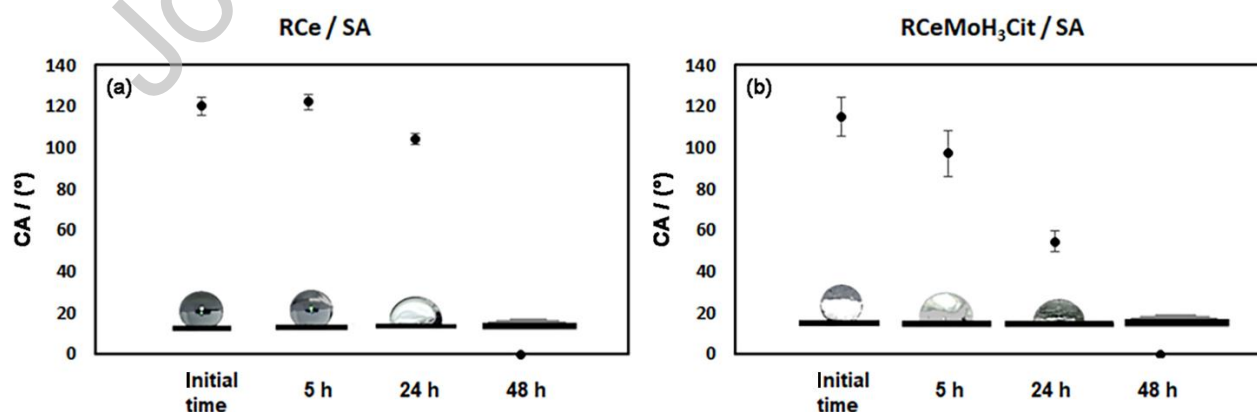 Jo
RCe / SA
RCeMoH₃Cit / SA
(a)
140
120
100
80
60
40
20
0
CA / (°)
Initial
time
5 h
24 h
48 h
(b)
140
120
100
80
60
40
20
0
CA / (°)
Initial
time
5 h
24 h
48 h